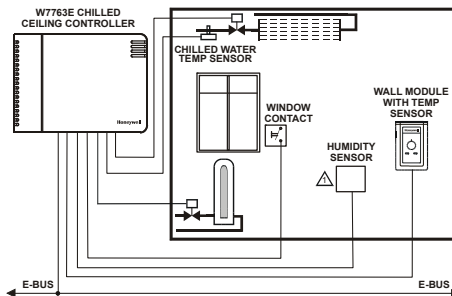 W7763E CHILLED
CEILING CONTROLLER
Honeywell
CHILLED WATER
TEMP SENSOR
WINDOW
CONTACT
WALL MODULE
WITH TEMP
SENSOR
HUMIDITY
SENSOR
1
E-BUS
E-BUS